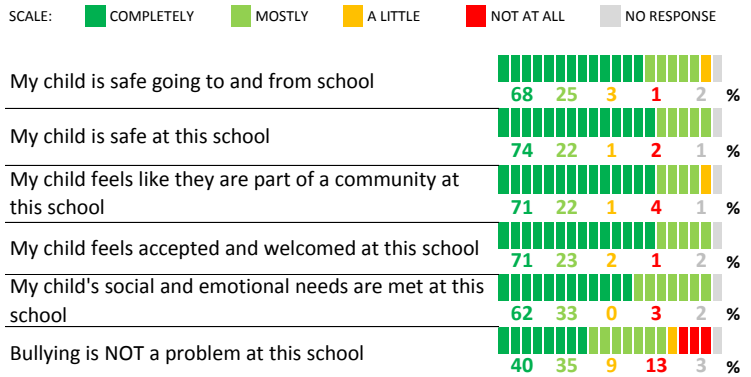 SCALE: COMPLETELY MOSTLY A LITTLE NOT AT ALL NO RESPONSE
My child is safe going to and from school
68 25 3 1 2 %
My child is safe at this school
74 22 1 2 1 %
My child feels like they are part of a community at
this school
71 22 1 4 1 %
My child feels accepted and welcomed at this school
71 23 2 1 2 %
My child's social and emotional needs are met at this
school
62 33 0 3 2 %
Bullying is NOT a problem at this school
40 35 9 13 3 %